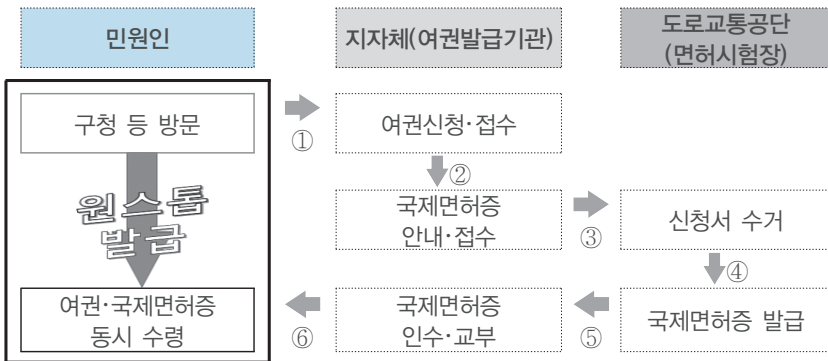 민원인
지자체(여권발급기관)
도로교통공단
(면허시험장)
구청 등 방문
①
여권신청·접수
②
원스톱
발급
국제면허증
안내·접수
③
신청서 수거
④
여권·국제면허증
동시 수령
⑥
국제면허증
인수·교부
⑤
국제면허증 발급